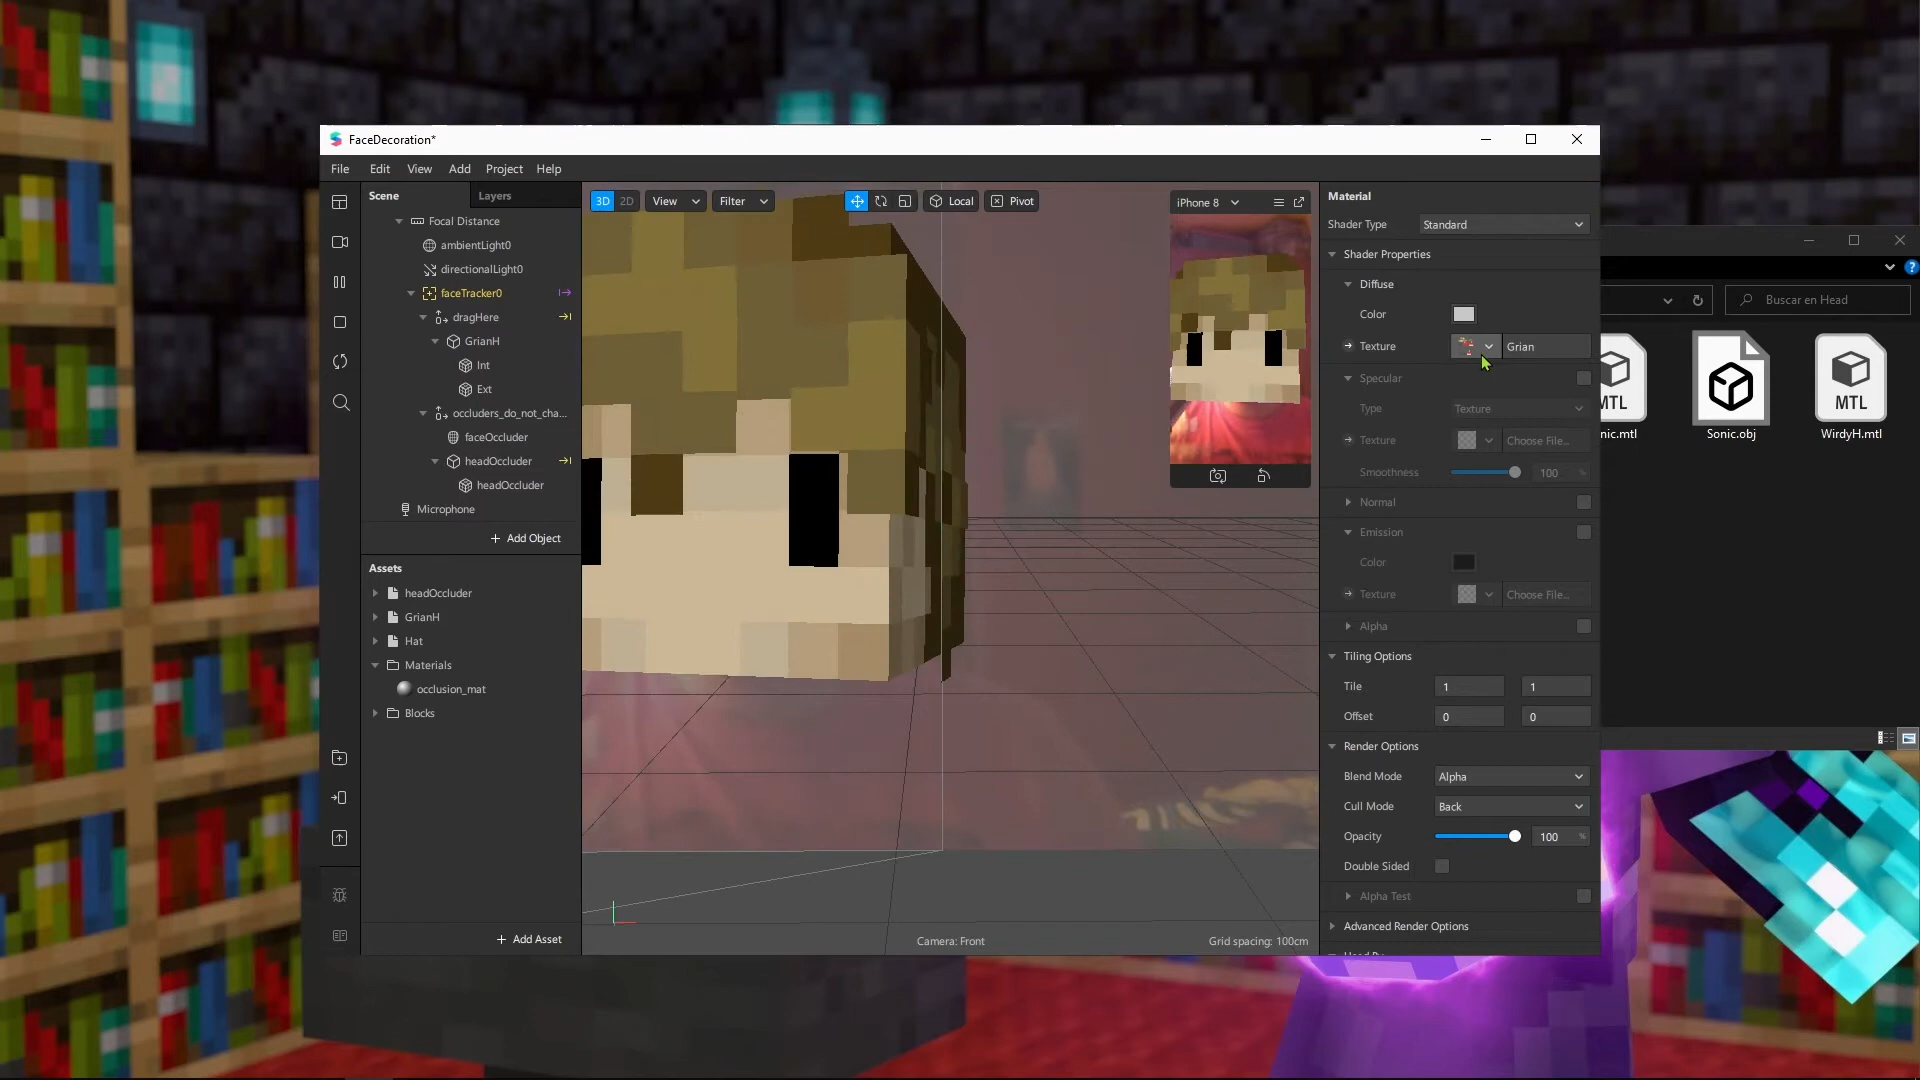 FaceDecoration*
File Edit View Add Project Help
Scene Layers
Focal Distance
ambientLight0
directionalLight0
faceTracker0
dragHere
GrianH
Int
Ext
occluders_do_not_cha...
faceOccluder
headOccluder
headOccluder
Microphone
Add Object
Assets
headOccluder
GrianH
Hat
Materials
occlusion_mat
Blocks
Add Asset
3D 2D View Filter Local Pivot
iPhone 8
Camera: Front
Grid spacing: 100cm
Material
Shader Type Standard
Shader Properties
Diffuse
Color
Texture Grian
Specular
Type Texture
Texture Choose File...
Smoothness 100 %
Normal
Emission
Color
Texture Choose File...
Alpha
Tiling Options
Tile 1 1
Offset 0 0
Render Options
Blend Mode Alpha
Cull Mode Back
Opacity 100 %
Double Sided
Alpha Test
Advanced Render Options
Buscar en Head
MTL
nic.mtl
Sonic.obj
MTL
WirdyH.mtl